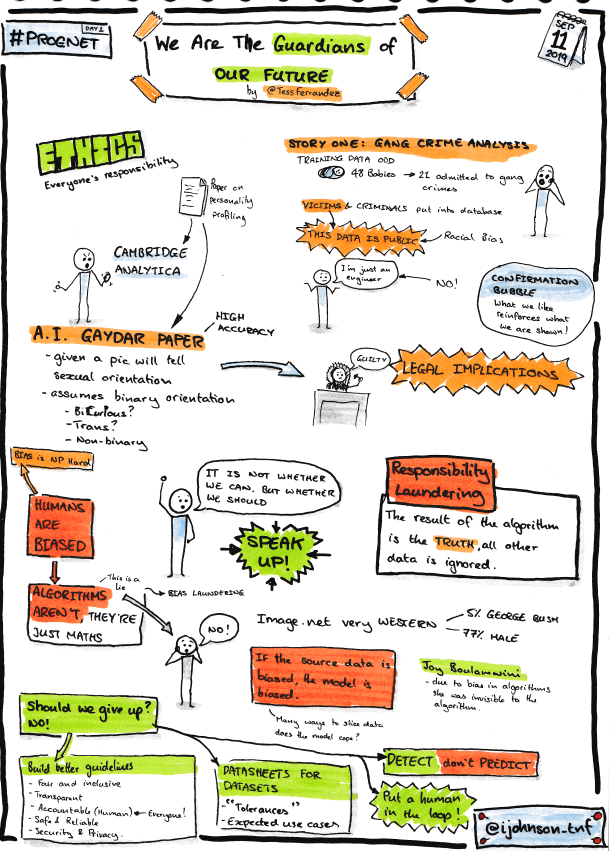 #PROGNET
DAY 1
We Are The Guardians of
OUR FUTURE
by @TessFerrandez
SEP
11
2019
ETHICS
Everyone's responsibility
Paper on
personality
profiling
CAMBRIDGE
ANALYTICA
A.I. GAYDAR PAPER
HIGH
ACCURACY
- given a pic will tell
sexual orientation
- assumes binary orientation
- BiCurious?
- Trans?
- Non-binary
STORY ONE: GANG CRIME ANALYSIS
TRAINING DATA ODD
48 Babies → 21 admitted to gang
crimes
VICTIMS & CRIMINALS put into database
THIS DATA IS PUBLIC
Racial Bias
I'm just an
engineer
NO!
CONFIRMATION
BUBBLE
What we like
reinforces what
we are shown!
GUILTY
LEGAL IMPLICATIONS
BIAS is NP Hard
HUMANS
ARE
BIASED
ALGORITHMS
AREN'T, THEY'RE
JUST MATHS
This is a
lie
BIAS LAUNDERING
NO!
IT IS NOT WHETHER
WE CAN. BUT WHETHER
WE SHOULD
SPEAK
UP!
Responsibility
Laundering
The result of the algorithm
is the TRUTH, all other
data is ignored.
Image.net very WESTERN
5% GEORGE BUSH
77% MALE
If the source data is
biased, the model is
biased.
Many ways to slice data
does the model cope?
Joy Boulamwini
- due to bias in algorithms
she was invisible to the
algorithm.
Should we give up?
NO!
Build better guidelines
- Fair and inclusive
- Transparent
- Accountable (Human) ← Everyone!
- Safe & Reliable
- Security & Privacy.
DATASHEETS FOR
DATASETS
- "Tolerances"
- Expected use cases
DETECT don't PREDICT
Put a human
in the loop!
@ijohnson_tnf